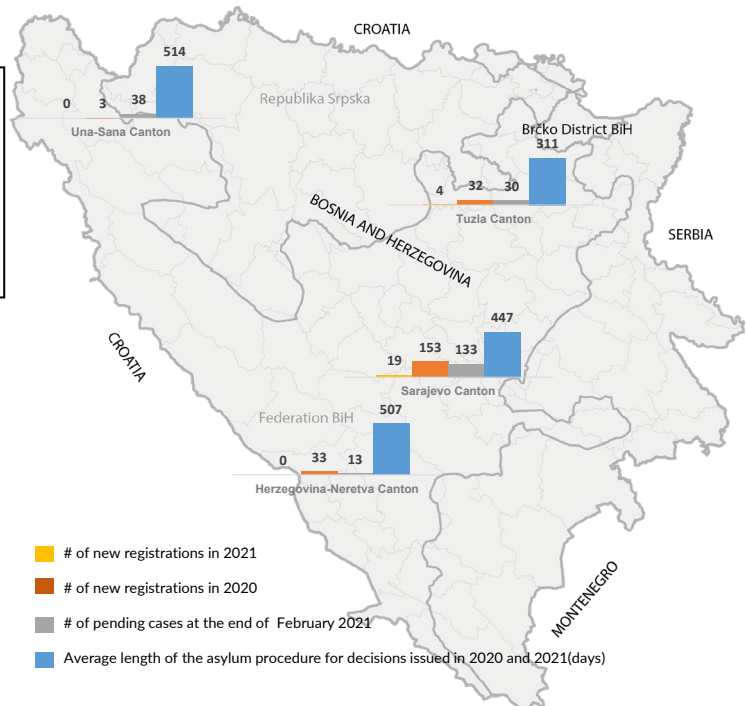 CROATIA
514
0
3
38
Una-Sana Canton
Republika Srpska
Brčko District BiH
311
4
32
30
Tuzla Canton
BOSNIA AND HERZEGOVINA
SERBIA
CROATIA
447
19
153
133
Sarajevo Canton
Federation BiH
507
0
33
13
Herzegovina-Neretva Canton
MONTENEGRO
# of new registrations in 2021
# of new registrations in 2020
# of pending cases at the end of February 2021
Average length of the asylum procedure for decisions issued in 2020 and 2021(days)